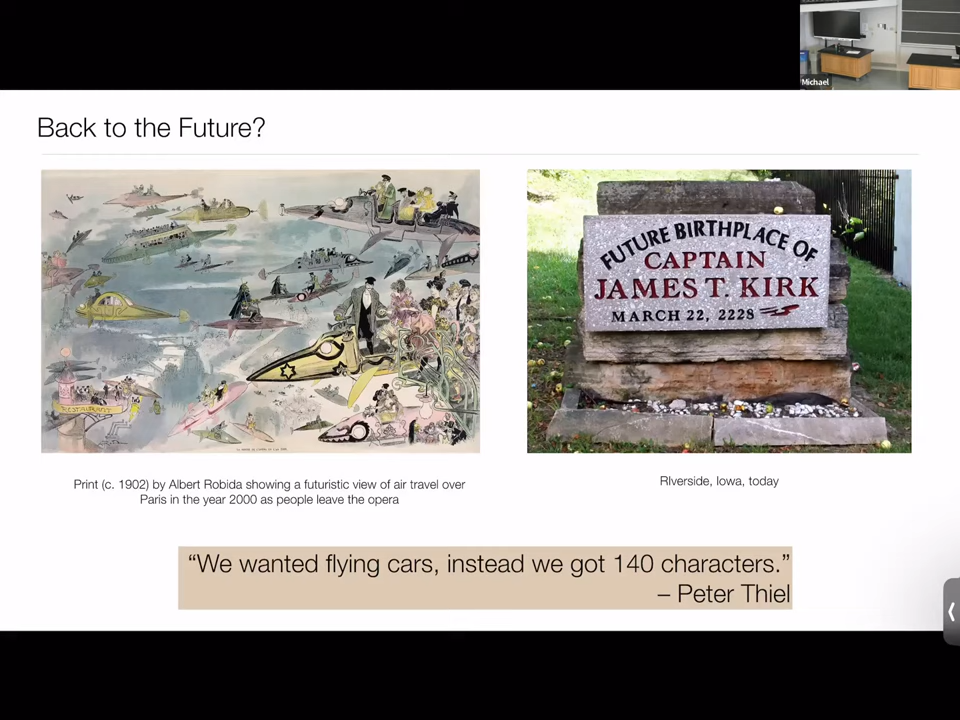 Michael
Back to the Future?
RESTAURANT
FUTURE BIRTHPLACE OF
CAPTAIN
JAMES T. KIRK
MARCH 22, 2228
Print (c. 1902) by Albert Robida showing a futuristic view of air travel over
Paris in the year 2000 as people leave the opera
RIverside, Iowa, today
“We wanted flying cars, instead we got 140 characters.”
– Peter Thiel